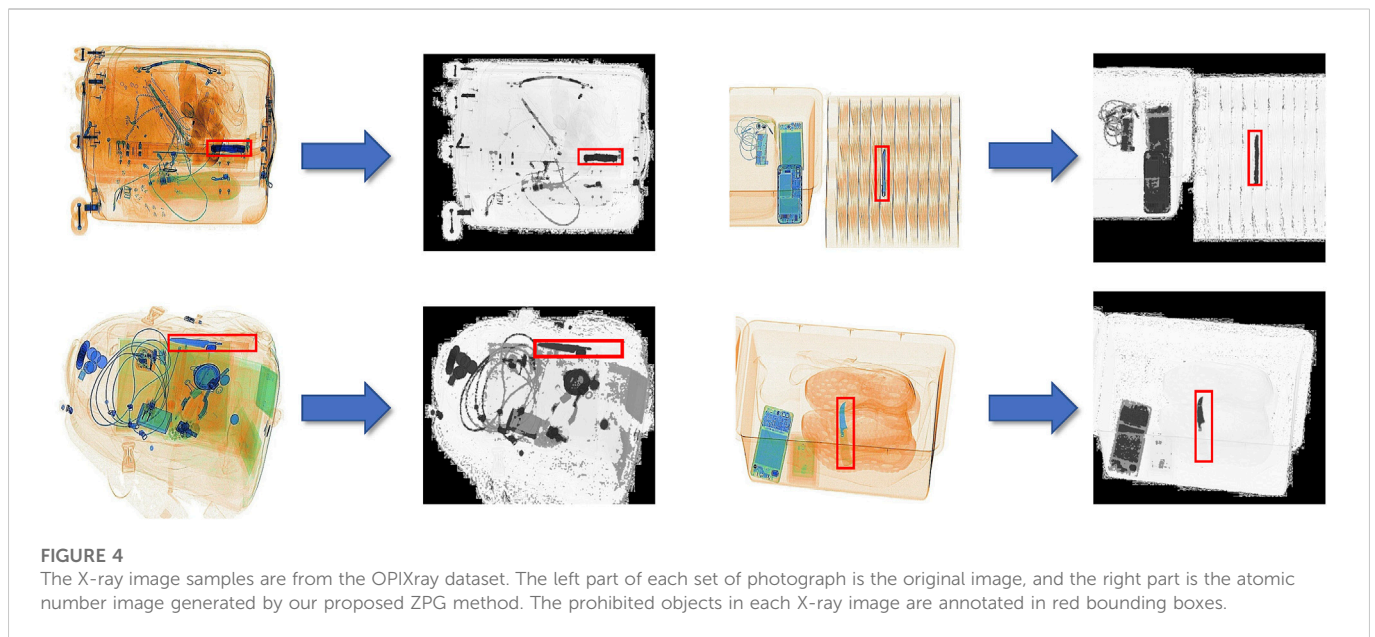 FIGURE 4
The X-ray image samples are from the OPIXray dataset. The left part of each set of photograph is the original image, and the right part is the atomic
number image generated by our proposed ZPG method. The prohibited objects in each X-ray image are annotated in red bounding boxes.